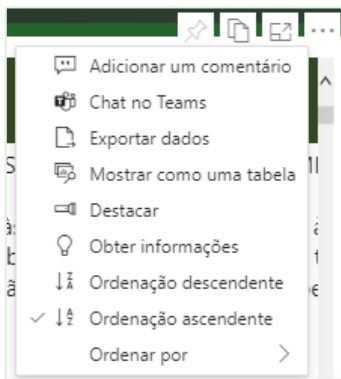 Adicionar um comentário
Chat no Teams
Exportar dados
Mostrar como uma tabela
Destacar
Obter informações
Ordenação descendente
Ordenação ascendente
Ordenar por